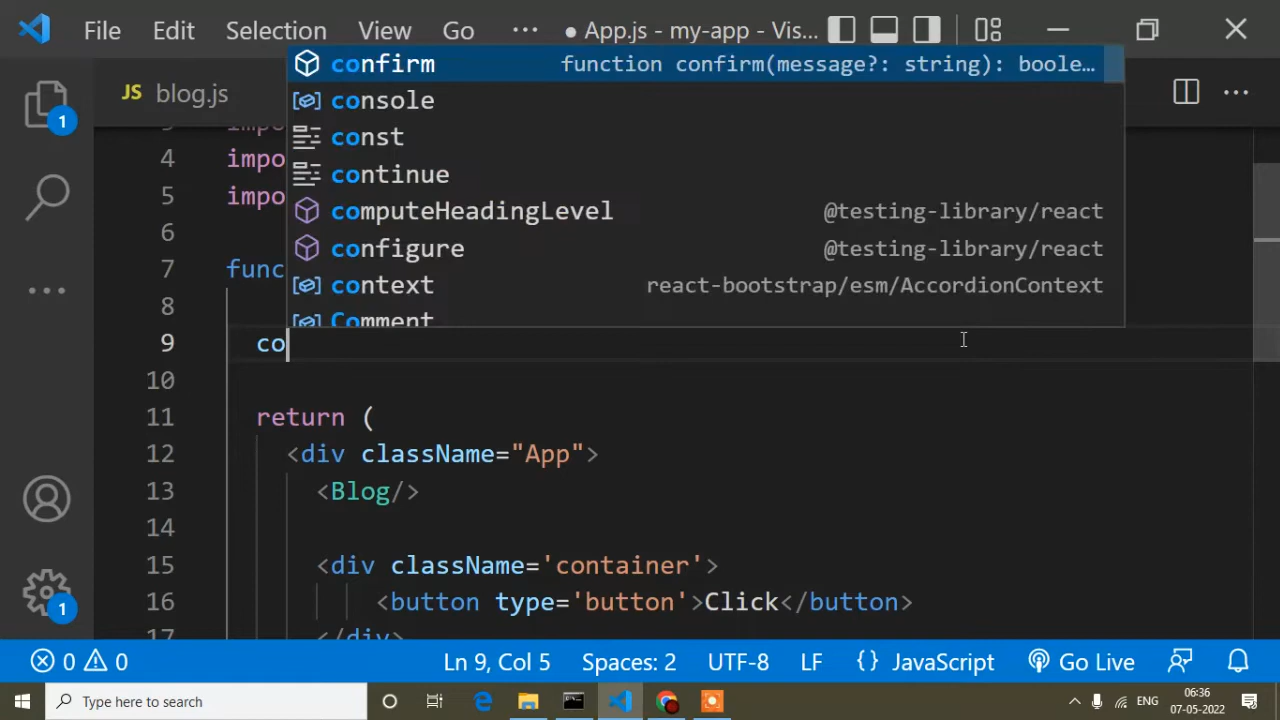 File Edit Selection View Go ··· ● App.js - my-app - Vis...
JS blog.js ···
confirm function confirm(message?: string): boole…
console
const
continue
computeHeadingLevel @testing-library/react
configure @testing-library/react
context react-bootstrap/esm/AccordionContext
Comment
1
4 impo
5 impo
6
7 func
8
9 co
10
11 return (
12 <div className="App">
13 <Blog/>
14
15 <div className='container'>
16 <button type='button'>Click</button>
17 </div>
1
0 0 Ln 9, Col 5 Spaces: 2 UTF-8 LF {} JavaScript Go Live
Type here to search ENG 06:36
07-05-2022